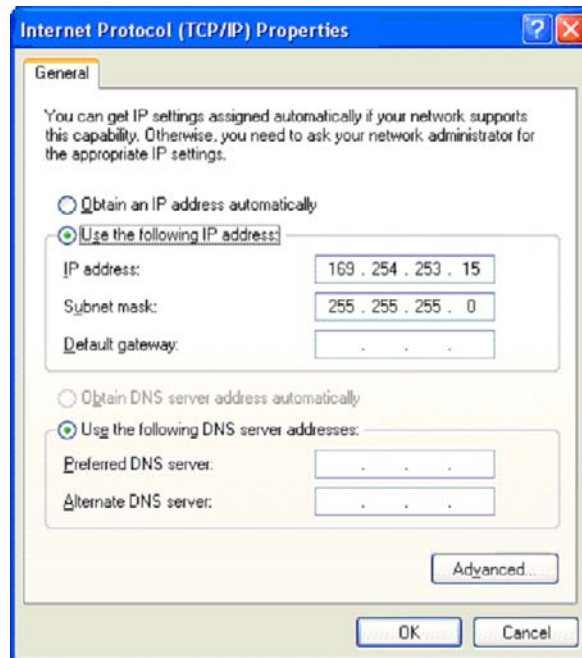 Internet Protocol (TCP/IP) Properties
General
You can get IP settings assigned automatically if your network supports
this capability. Otherwise, you need to ask your network administrator for
the appropriate IP settings.
Obtain an IP address automatically
Use the following IP address:
IP address: 169 . 254 . 253 . 15
Subnet mask: 255 . 255 . 255 . 0
Default gateway: . . .
Obtain DNS server address automatically
Use the following DNS server addresses:
Preferred DNS server: . . .
Alternate DNS server: . . .
Advanced...
OK Cancel